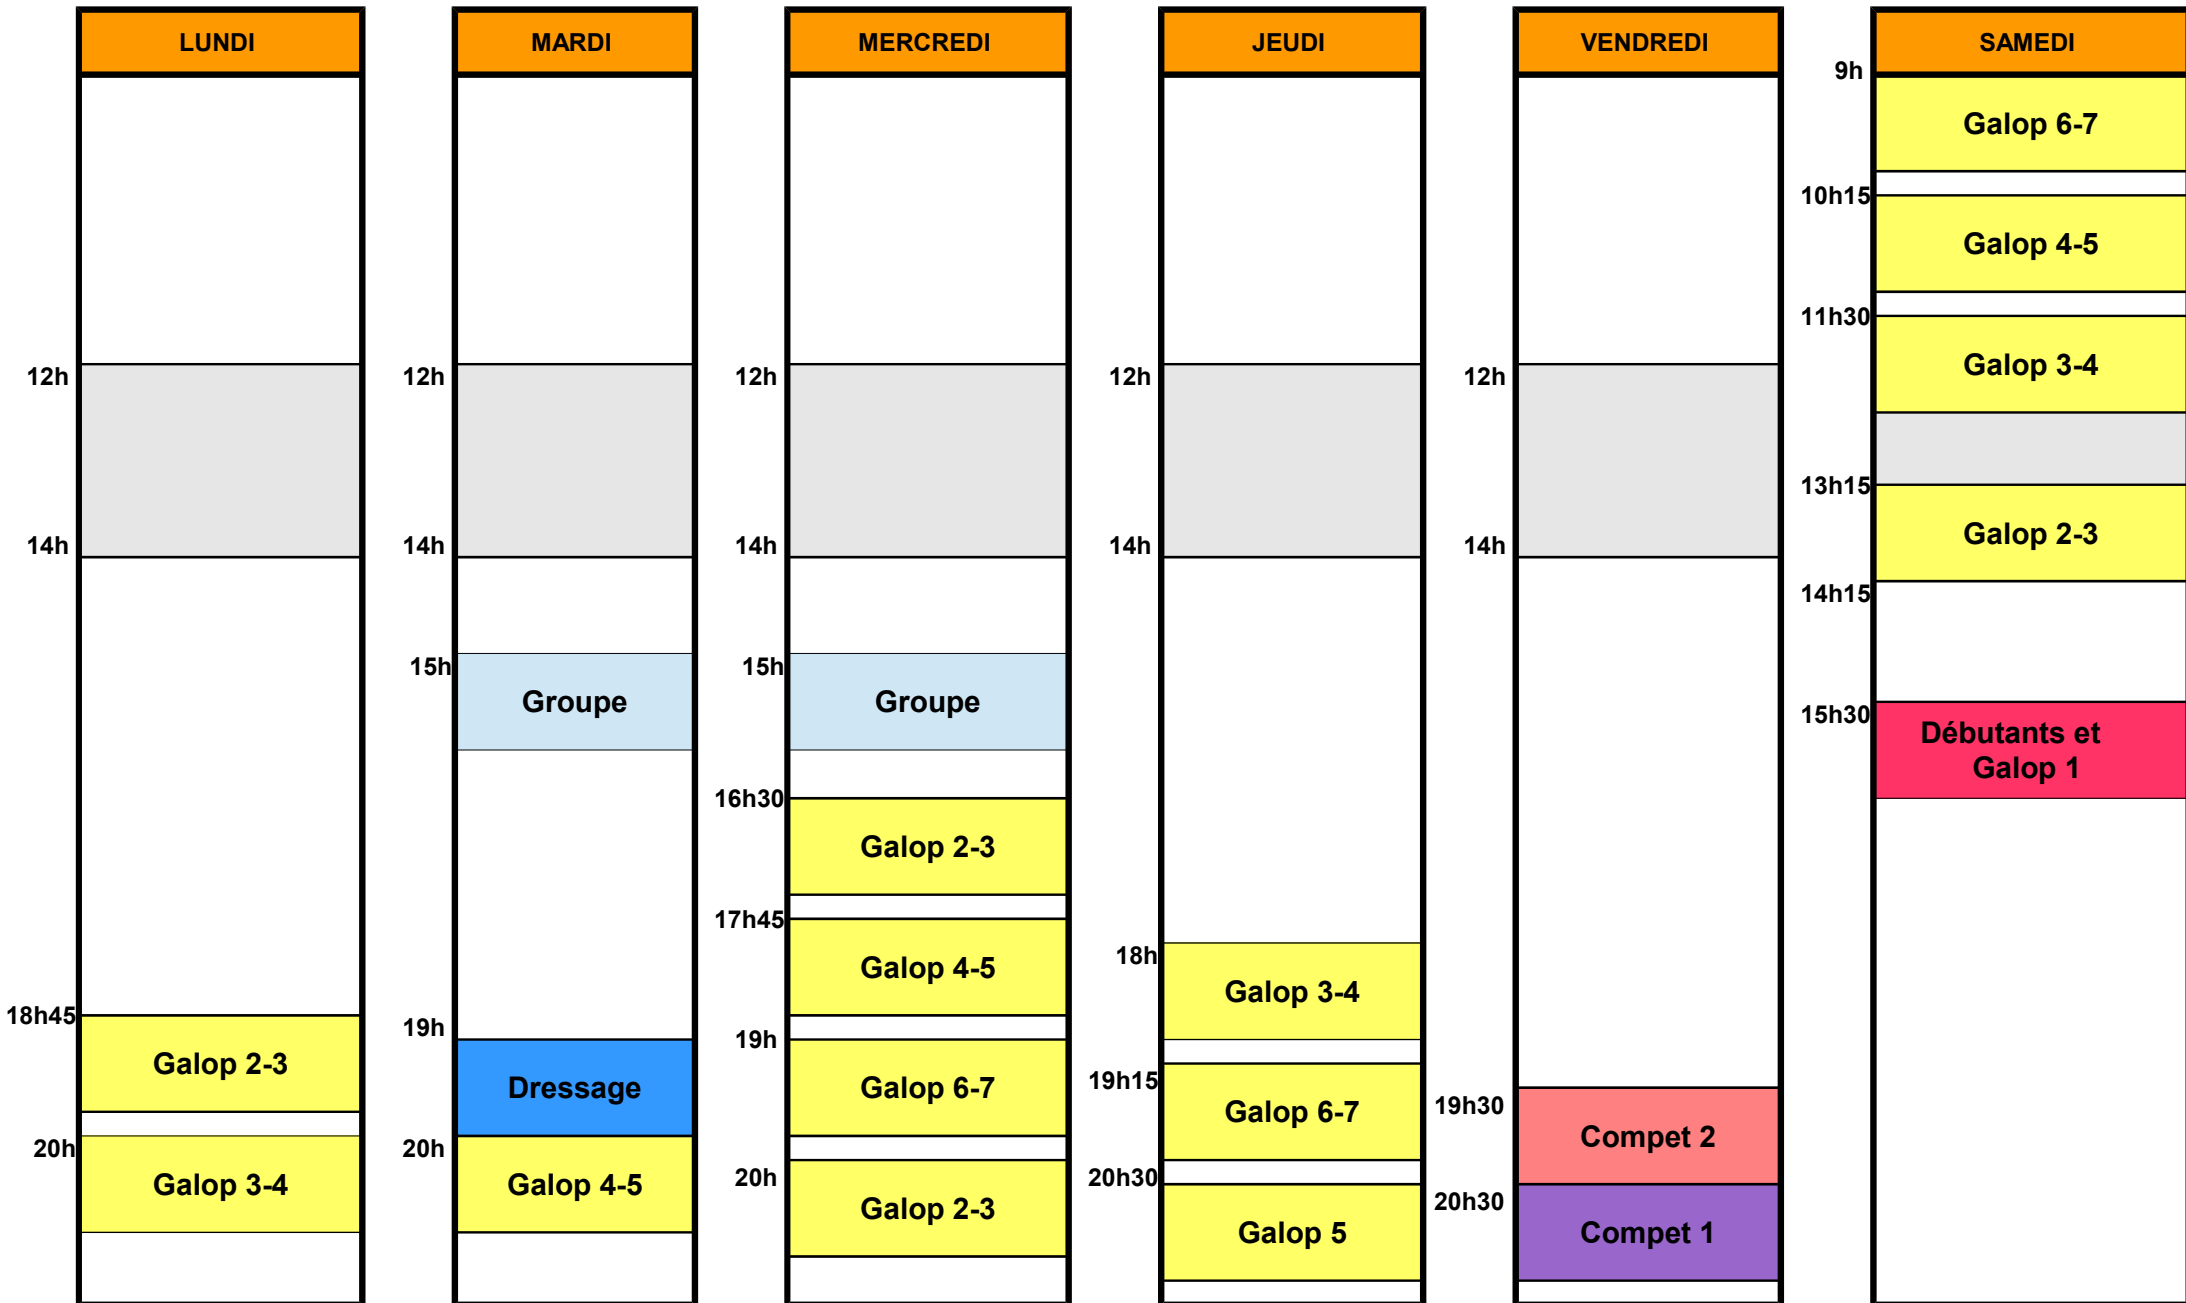 LUNDI
12h
14h
18h45
Galop 2-3
20h
Galop 3-4
MARDI
12h
14h
15h
Groupe
19h
Dressage
20h
Galop 4-5
MERCREDI
12h
14h
15h
Groupe
16h30
Galop 2-3
17h45
Galop 4-5
19h
Galop 6-7
20h
Galop 2-3
JEUDI
12h
14h
18h
Galop 3-4
19h15
Galop 6-7
20h30
Galop 5
VENDREDI
12h
14h
19h30
Compet 2
20h30
Compet 1
SAMEDI
9h
Galop 6-7
10h15
Galop 4-5
11h30
Galop 3-4
13h15
Galop 2-3
14h15
15h30
Débutants et
Galop 1